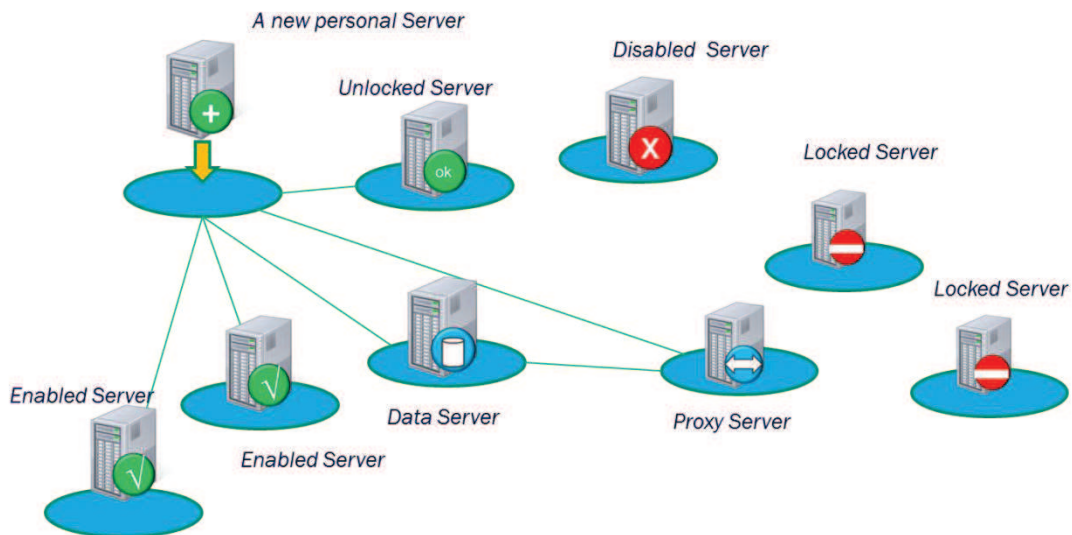 A new personal Server
Disabled Server
Unlocked Server
+
X
ok
Locked Server
Locked Server
√
Enabled Server
Data Server
Proxy Server
Enabled Server
√